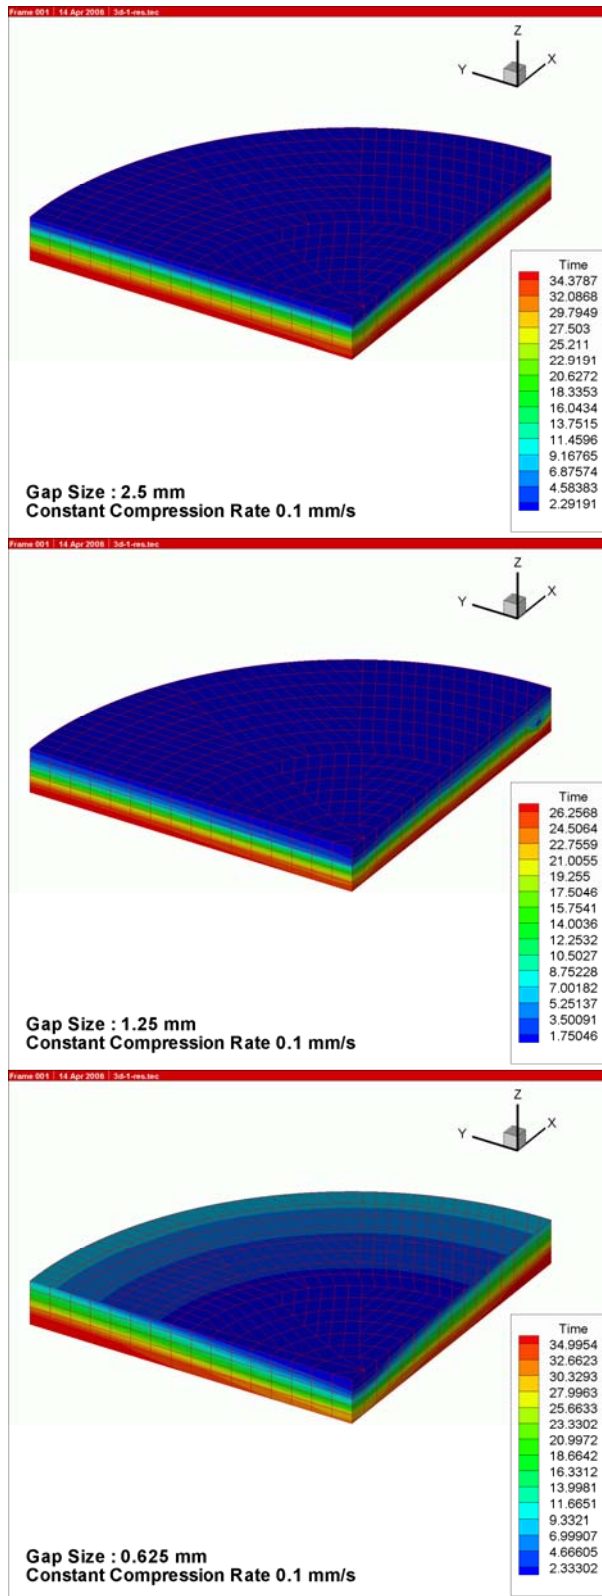 Frame 001 | 14 Apr 2008 | 3d-1-res.tec
Z
X
Y
Time
34.3787
32.0868
29.7949
27.503
25.211
22.9191
20.6272
18.3353
16.0434
13.7515
11.4596
9.16765
6.87574
4.58383
2.29191
Gap Size : 2.5 mm
Constant Compression Rate 0.1 mm/s
Frame 001 | 14 Apr 2008 | 3d-1-res.tec
Z
X
Y
Time
26.2568
24.5064
22.7559
21.0055
19.255
17.5046
15.7541
14.0036
12.2532
10.5027
8.75228
7.00182
5.25137
3.50091
1.75046
Gap Size : 1.25 mm
Constant Compression Rate 0.1 mm/s
Frame 001 | 14 Apr 2008 | 3d-1-res.tec
Z
X
Y
Time
34.9954
32.6623
30.3293
27.9963
25.6633
23.3302
20.9972
18.6642
16.3312
13.9981
11.6651
9.3321
6.99907
4.66605
2.33302
Gap Size : 0.625 mm
Constant Compression Rate 0.1 mm/s